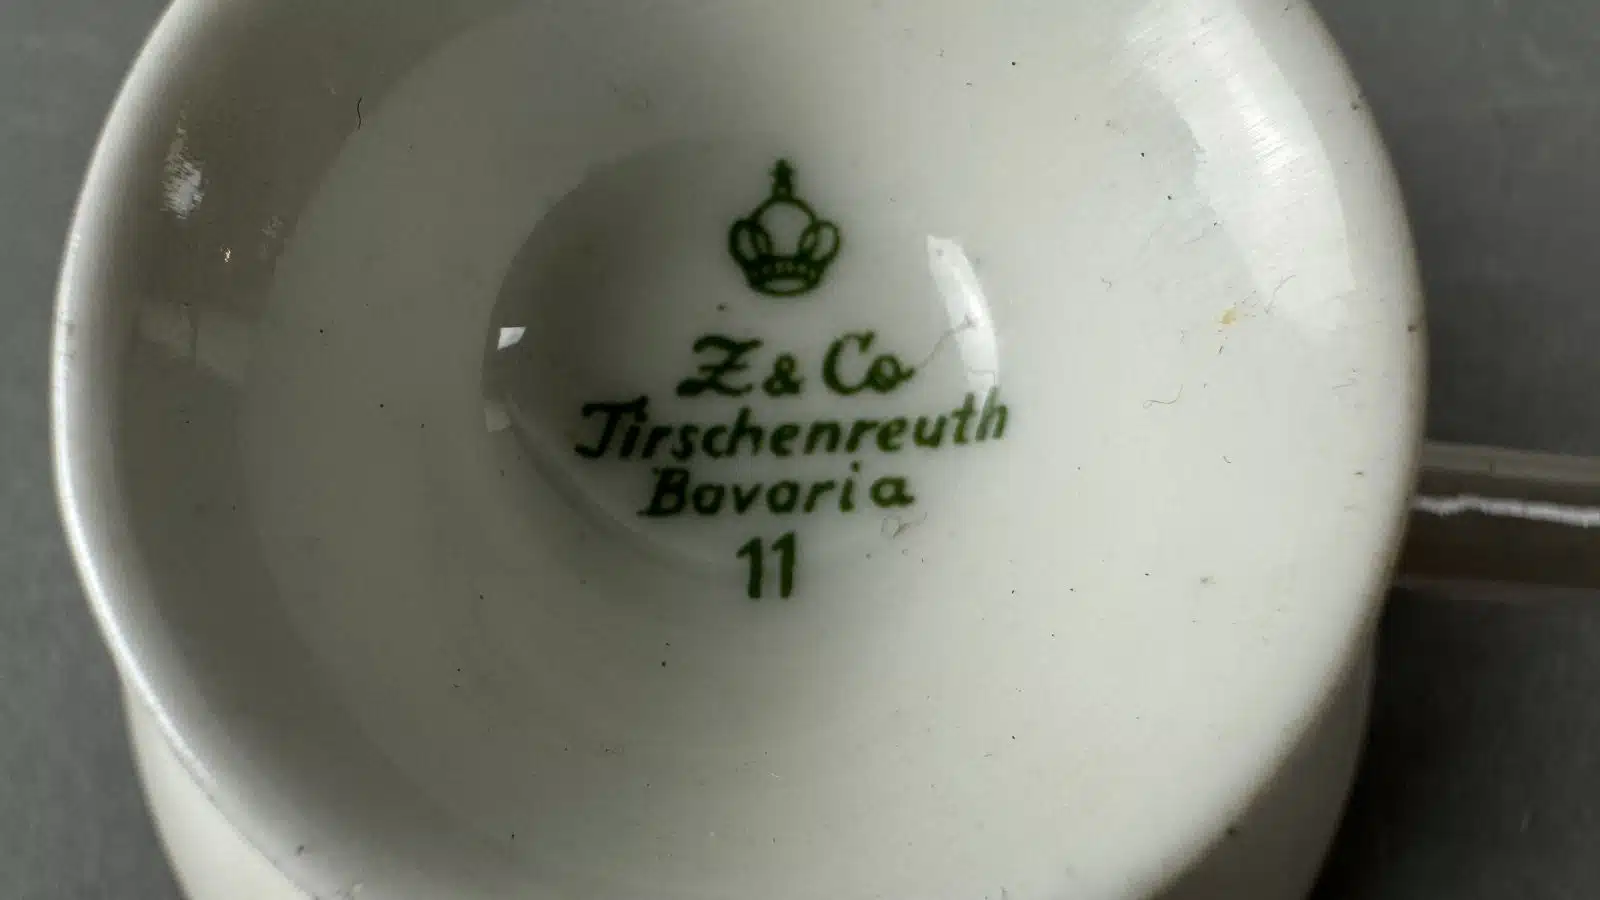 Z & Co
Tirschenreuth
Bavaria
11